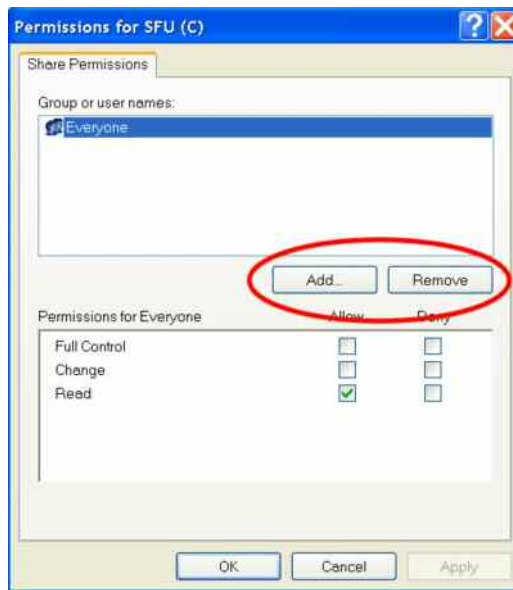 Permissions for SFU (C)
Share Permissions
Group or user names:
Everyone
Add... Remove
Permissions for Everyone Allow Deny
Full Control
Change
Read
OK Cancel Apply